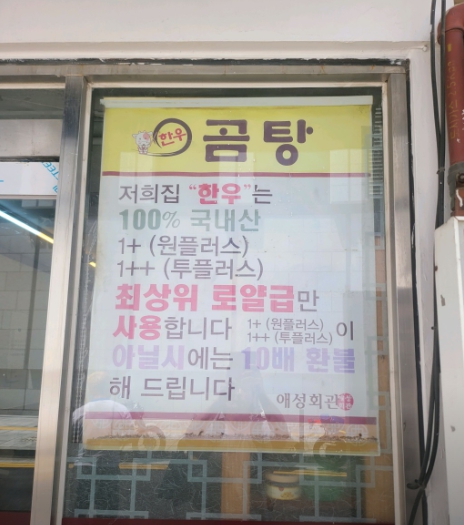 한우 곰탕
저희집 “한우”는
100% 국내산
1+ (원플러스)
1++ (투플러스)
최상위 로얄급만
사용합니다 1+ (원플러스) 이
1++ (투플러스)
아닐시에는 10배 환불
해 드립니다
애성회관